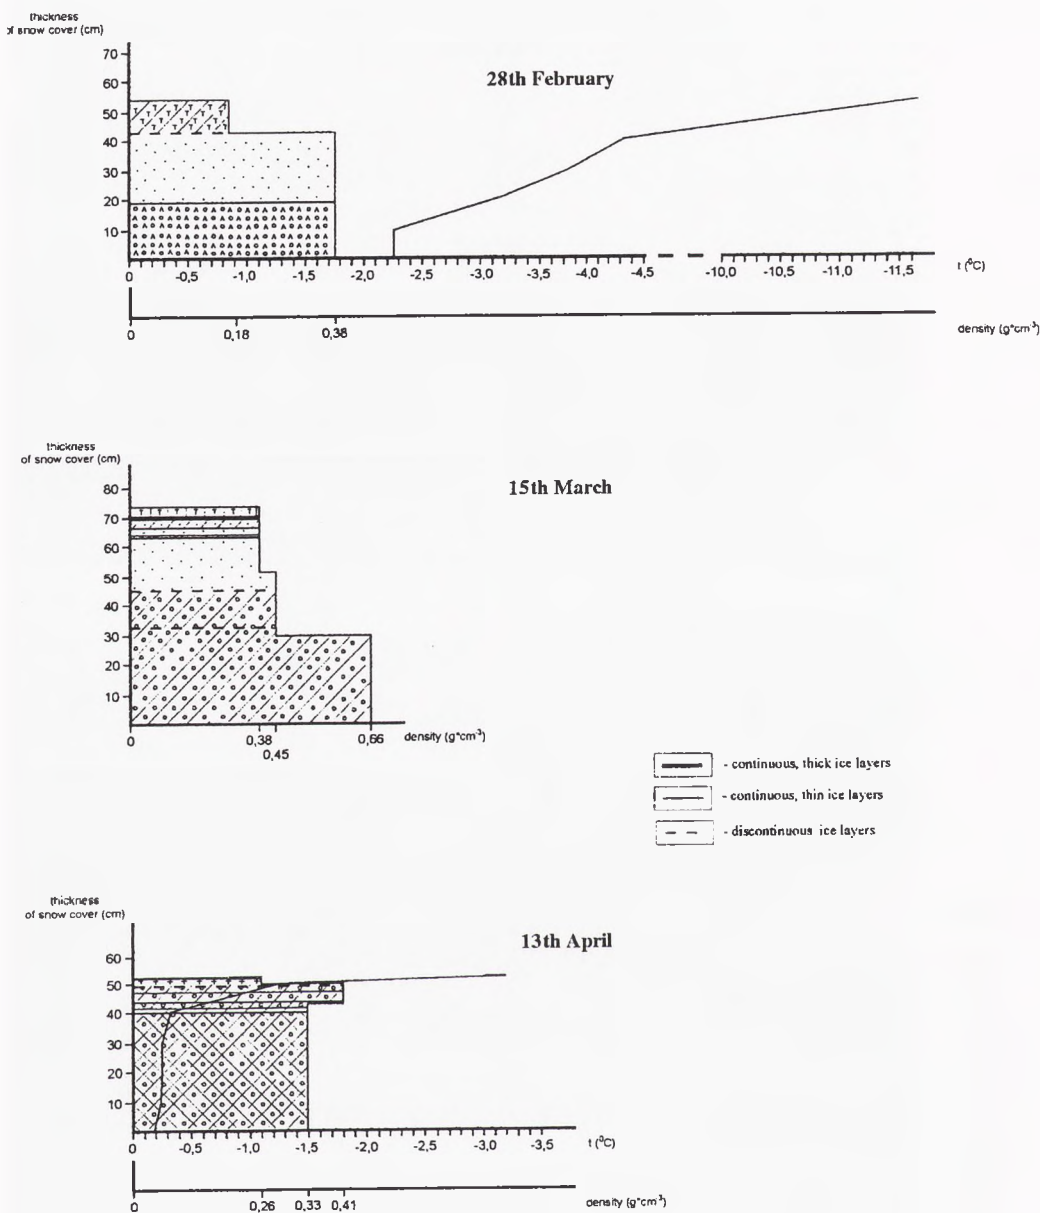 thickness
of snow cover (cm)
28th February
70
60
50
40
30
20
10
0 -0,5 -1,0 -1,5 -2,0 -2,5 -3,0 -3,5 -4,0 -4,5 -10,0 -10,5 -11,0 -11,5 t (⁰C)
0 0,18 0,38 density (g*cm⁻³)
thickness
of snow cover (cm)
15th March
80
70
60
50
40
30
20
10
0 0,38 0,66 density (g*cm⁻³)
0,45
- continuous, thick ice layers
- continuous, thin ice layers
- discontinuous ice layers
thickness
of snow cover (cm)
13th April
60
50
40
30
20
10
0 -0,5 -1,0 -1,5 -2,0 -2,5 -3,0 -3,5 t (⁰C)
0 0,26 0,33 0,41 density (g*cm⁻³)